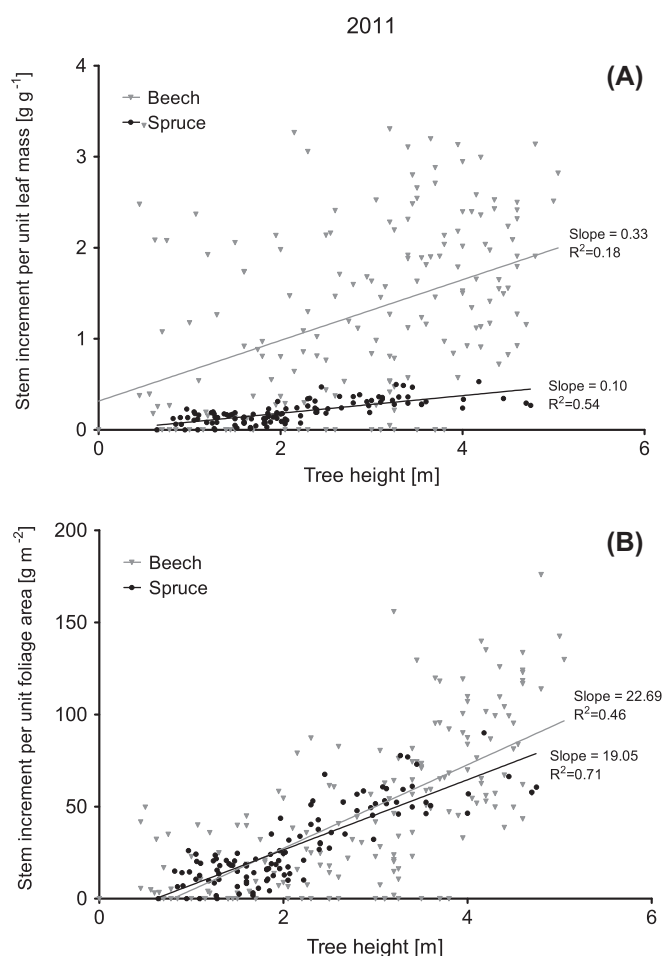 2011
(A)
Stem increment per unit leaf mass [g g⁻¹]
4
3
2
1
0
Beech
Spruce
Slope = 0.33
R²=0.18
Slope = 0.10
R²=0.54
0
2
4
6
Tree height [m]
(B)
Stem increment per unit foliage area [g m⁻²]
200
150
100
50
0
Beech
Spruce
Slope = 22.69
R²=0.46
Slope = 19.05
R²=0.71
0
2
4
6
Tree height [m]